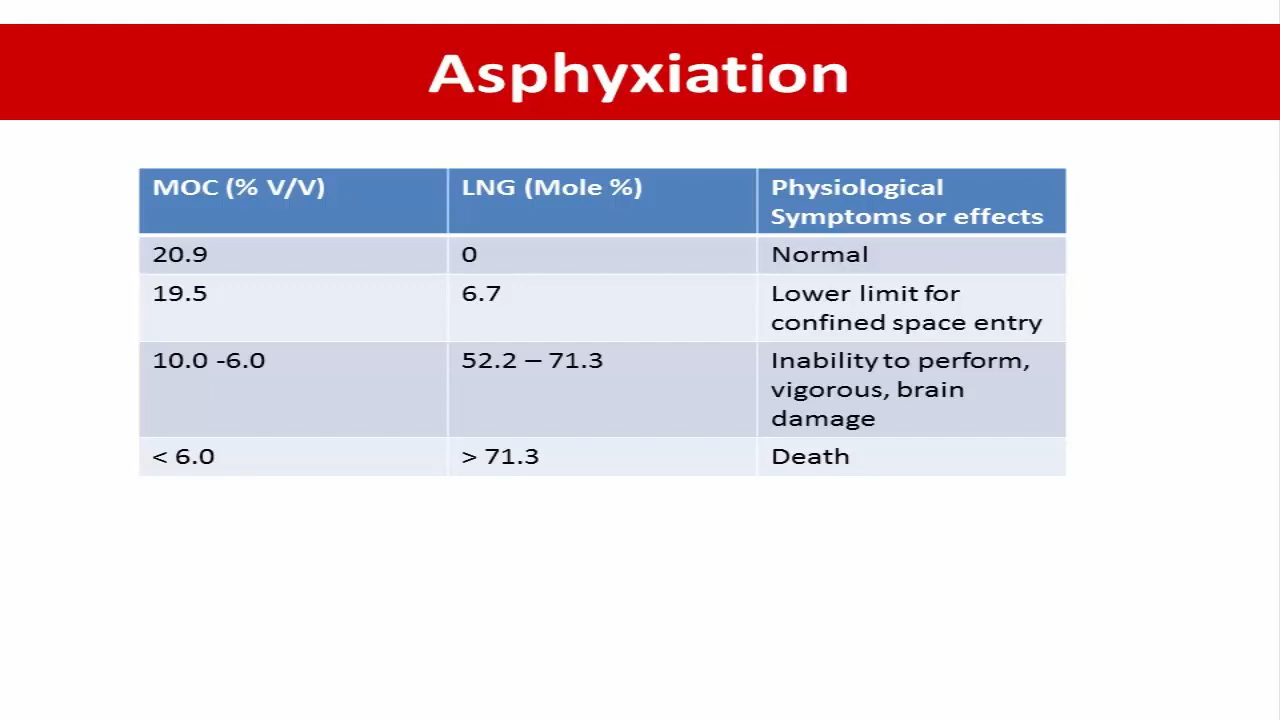 Asphyxiation
MOC (% V/V) LNG (Mole %) Physiological
Symptoms or effects
20.9 0 Normal
19.5 6.7 Lower limit for
confined space entry
10.0 -6.0 52.2 – 71.3 Inability to perform,
vigorous, brain
damage
< 6.0 > 71.3 Death